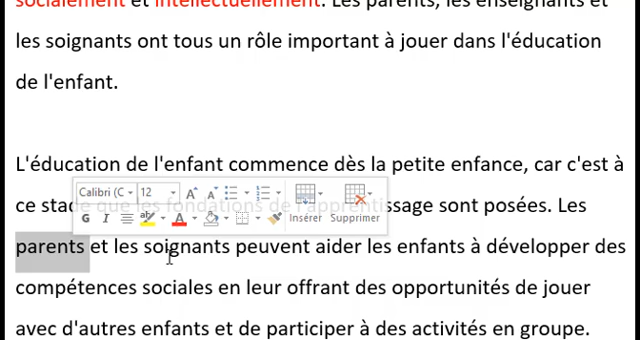 socialement et intellectuellement. Les parents, les enseignants et
les soignants ont tous un rôle important à jouer dans l'éducation
de l'enfant.
L'éducation de l'enfant commence dès la petite enfance, car c'est à
Calibri (C 12
ce stade que les fondations de l'apprentissage sont posées. Les
G I ab A Insérer Supprimer
parents et les soignants peuvent aider les enfants à développer des
compétences sociales en leur offrant des opportunités de jouer
avec d'autres enfants et de participer à des activités en groupe.